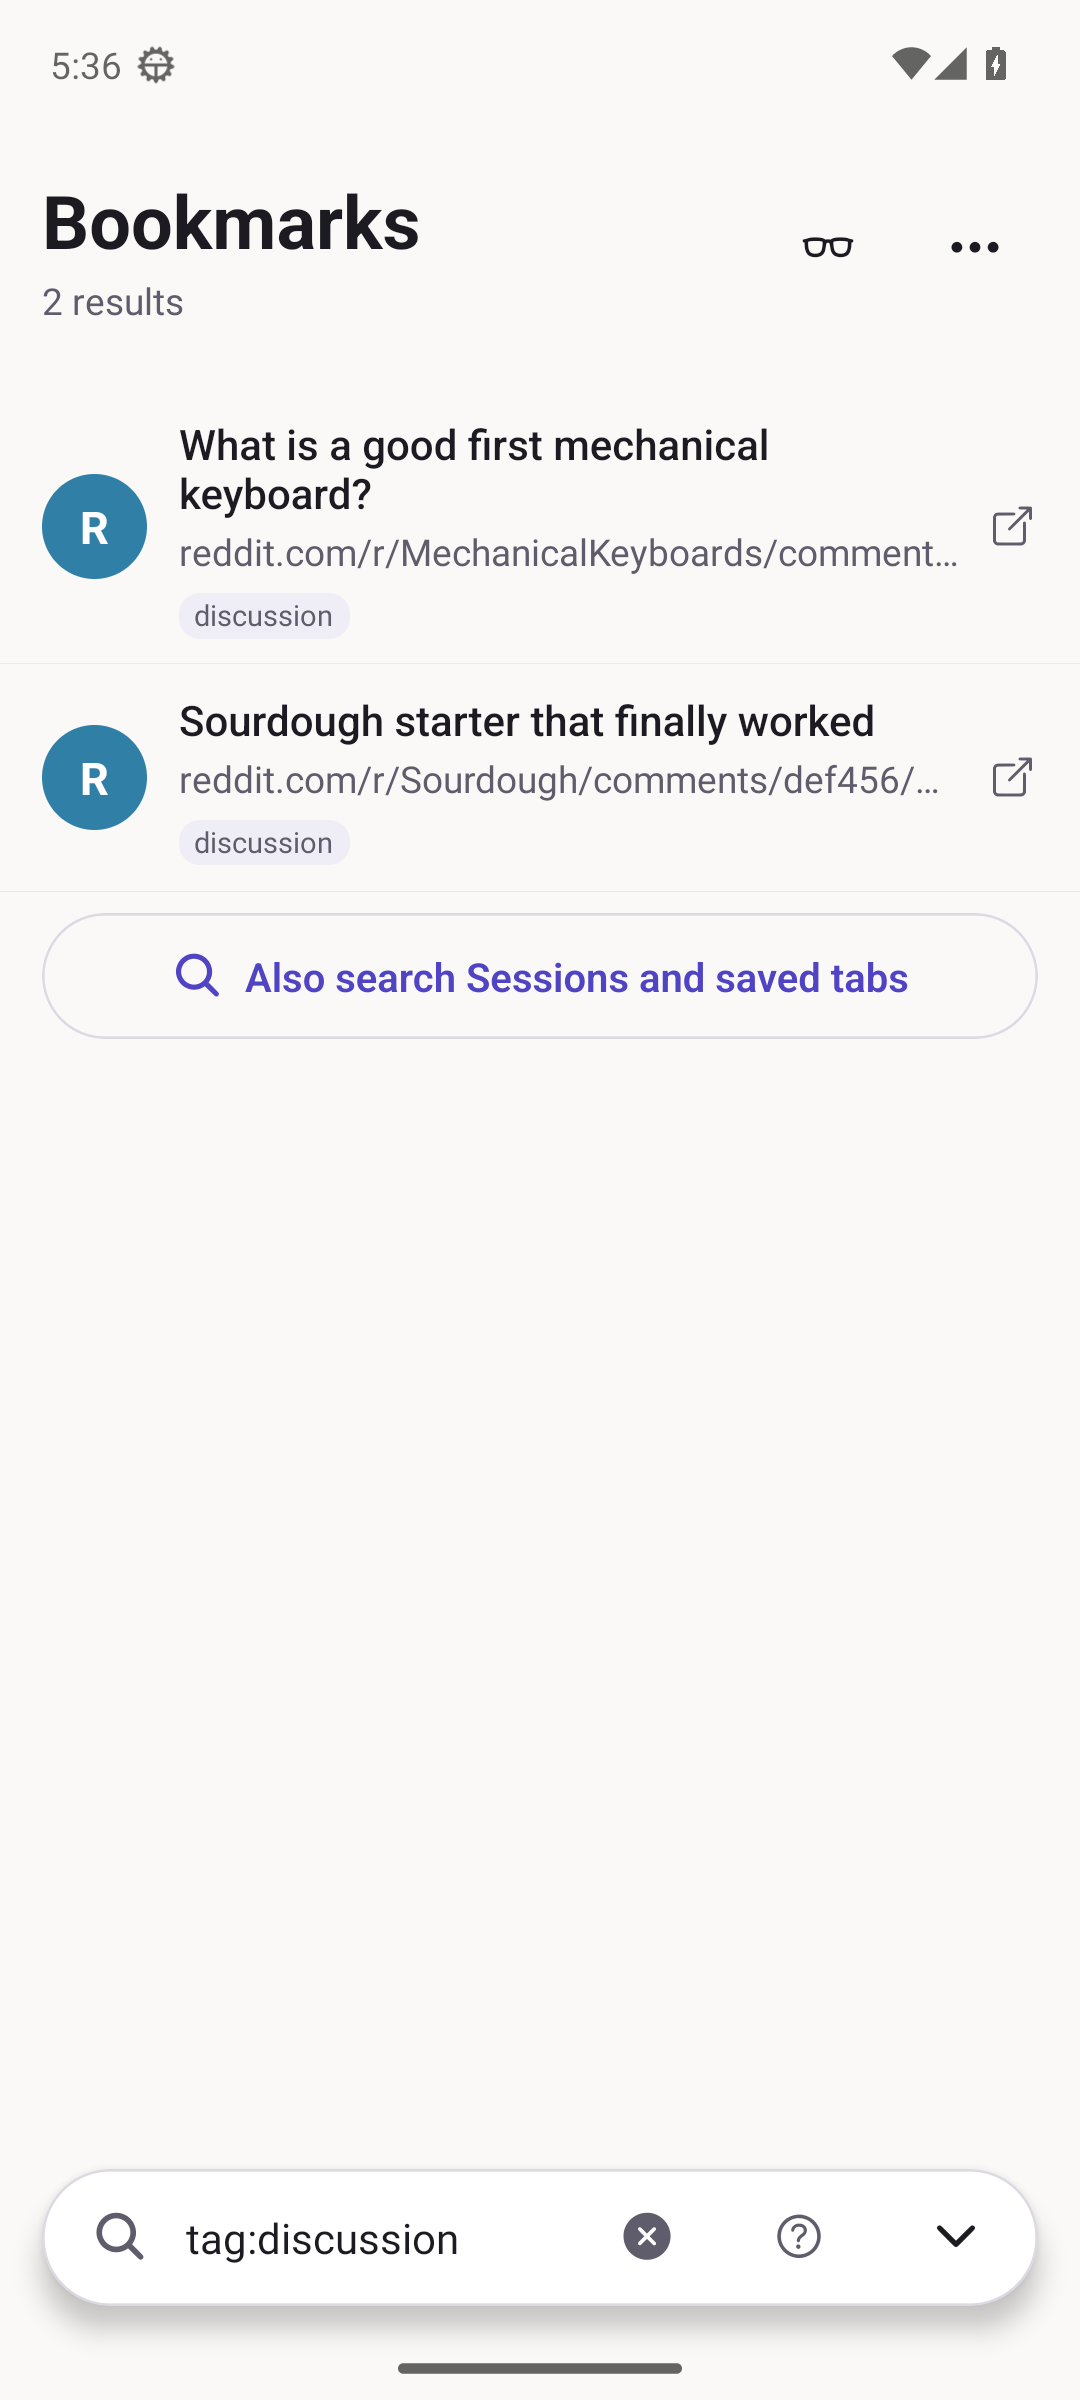 5:36
Bookmarks
2 results
What is a good first mechanical
keyboard?
R
reddit.com/r/MechanicalKeyboards/comment...
discussion
Sourdough starter that finally worked
R
reddit.com/r/Sourdough/comments/def456/...
discussion
Also search Sessions and saved tabs
tag:discussion